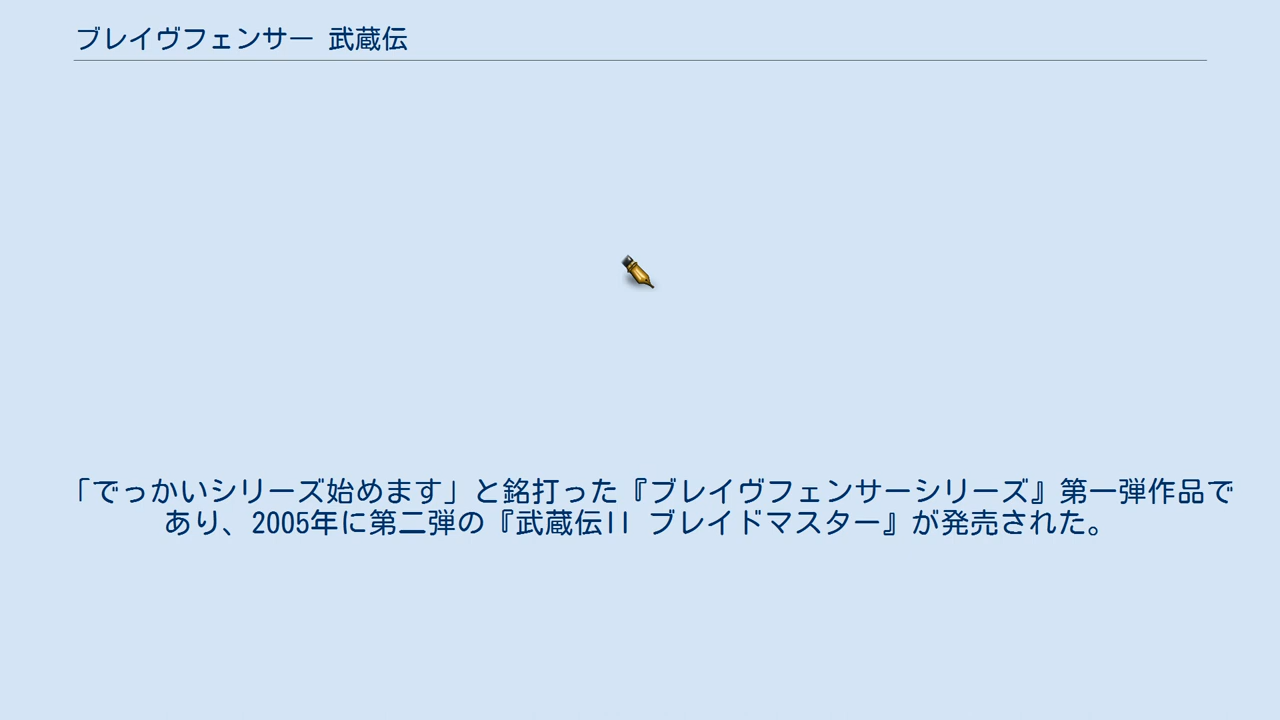 ブレイヴフェンサー 武蔵伝
「でっかいシリーズ始めます」と銘打った『ブレイヴフェンサーシリーズ』第一弾作品で
あり、2005年に第二弾の『武蔵伝II ブレイドマスター』が発売された。